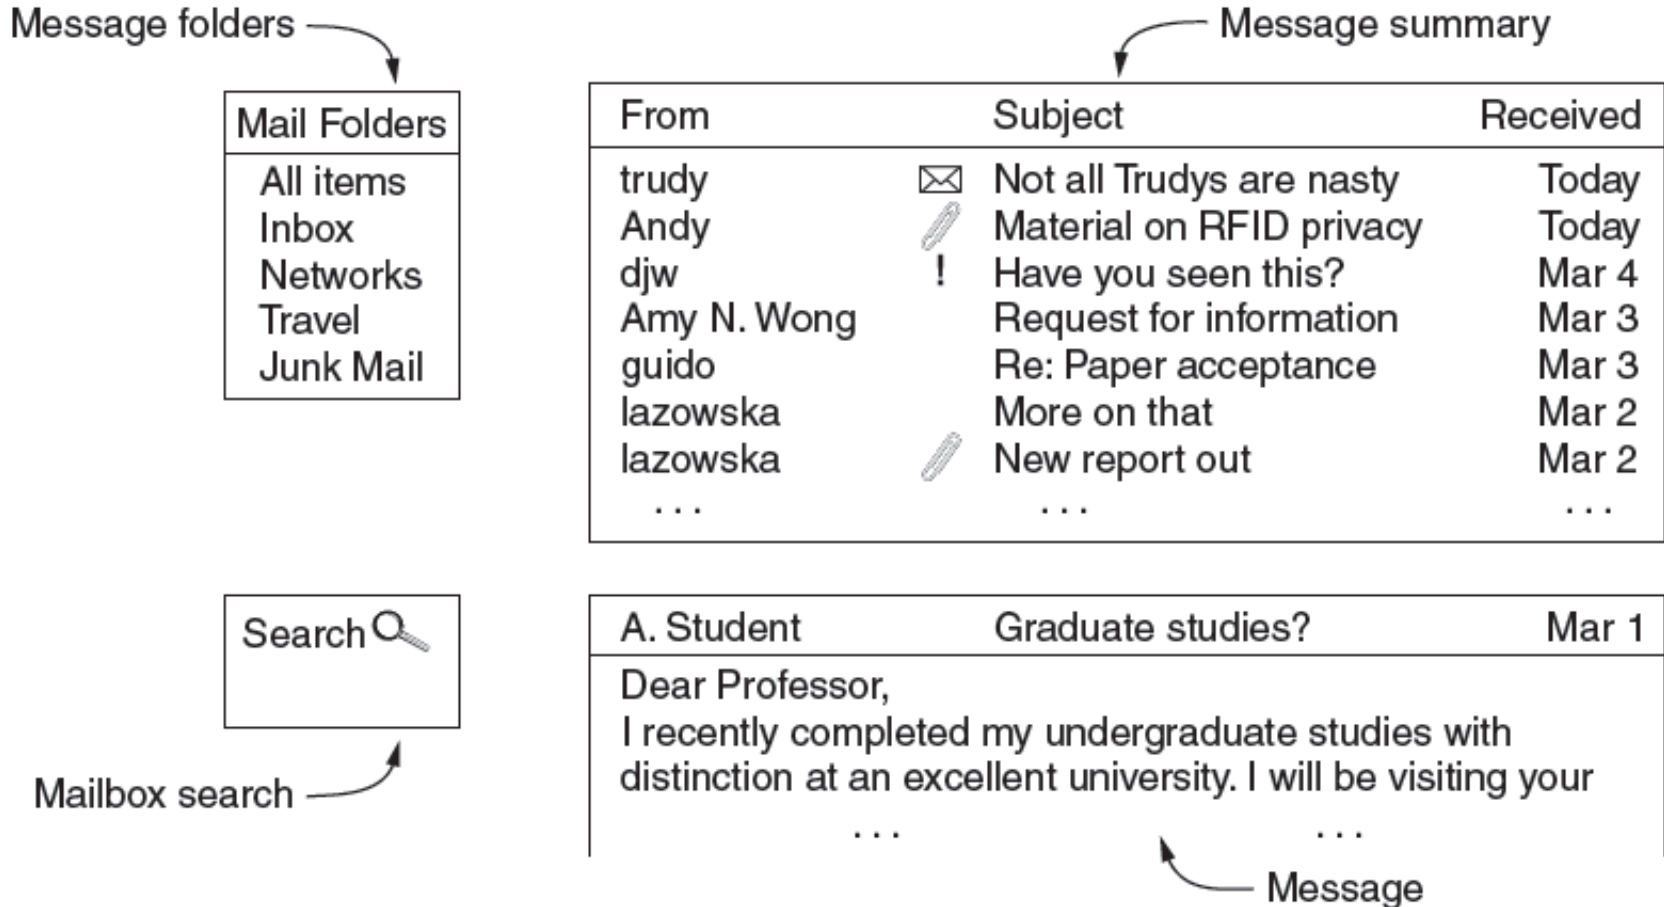 Message folders
Message summary
Mail Folders
All items
Inbox
Networks
Travel
Junk Mail
From Subject Received
trudy Not all Trudys are nasty Today
Andy Material on RFID privacy Today
djw ! Have you seen this? Mar 4
Amy N. Wong Request for information Mar 3
guido Re: Paper acceptance Mar 3
lazowska More on that Mar 2
lazowska New report out Mar 2
. . . . . . . . .
Search
Mailbox search
A. Student Graduate studies? Mar 1
Dear Professor,
I recently completed my undergraduate studies with
distinction at an excellent university. I will be visiting your
. . . . . .
Message